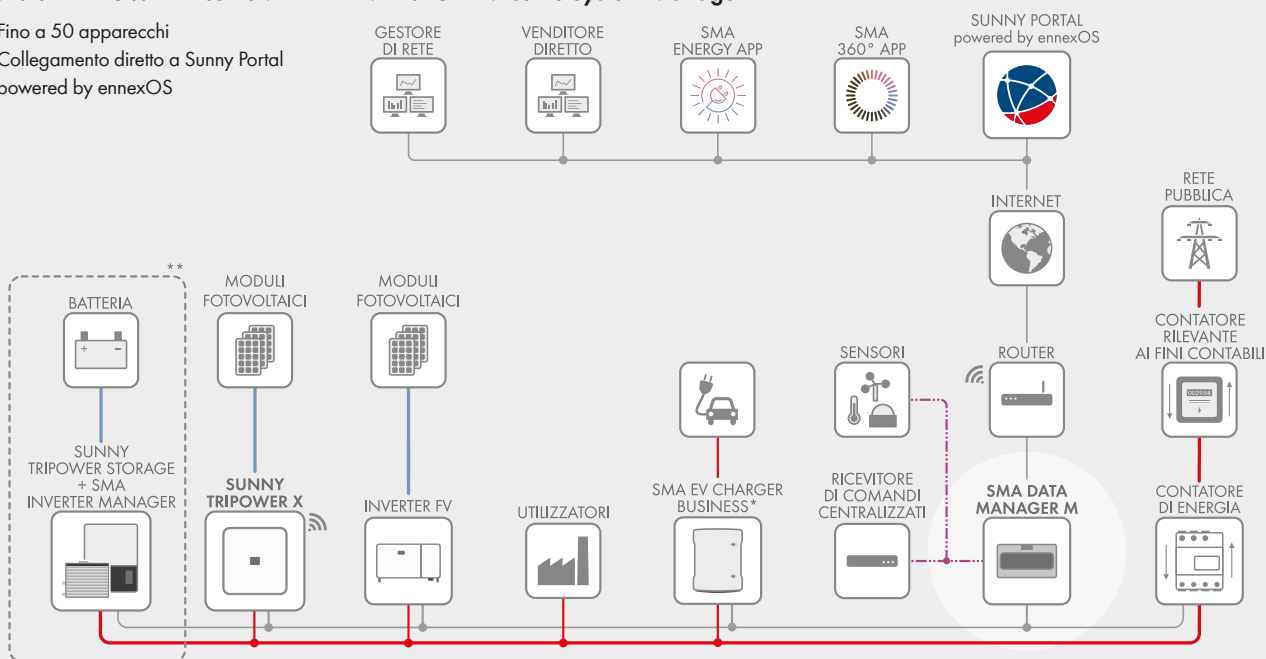 Fino a 50 apparecchi
Collegamento diretto a Sunny Portal
powered by ennexOS
GESTORE
DI RETE
VENDITORE
DIRETTO
SMA
ENERGY APP
SMA
360° APP
SUNNY PORTAL
powered by ennexOS
INTERNET
RETE
PUBBLICA
**
BATTERIA
MODULI
FOTOVOLTAICI
MODULI
FOTOVOLTAICI
SENSORI
ROUTER
CONTATORE
RILEVANTE
AI FINI CONTABILI
SUNNY
TRIPOWER STORAGE
+ SMA
INVERTER MANAGER
SUNNY
TRIPOWER X
INVERTER FV
UTILIZZATORI
SMA EV CHARGER
BUSINESS*
RICEVITORE
DI COMANDI
CENTRALIZZATI
SMA DATA
MANAGER M
CONTATORE
DI ENERGIA